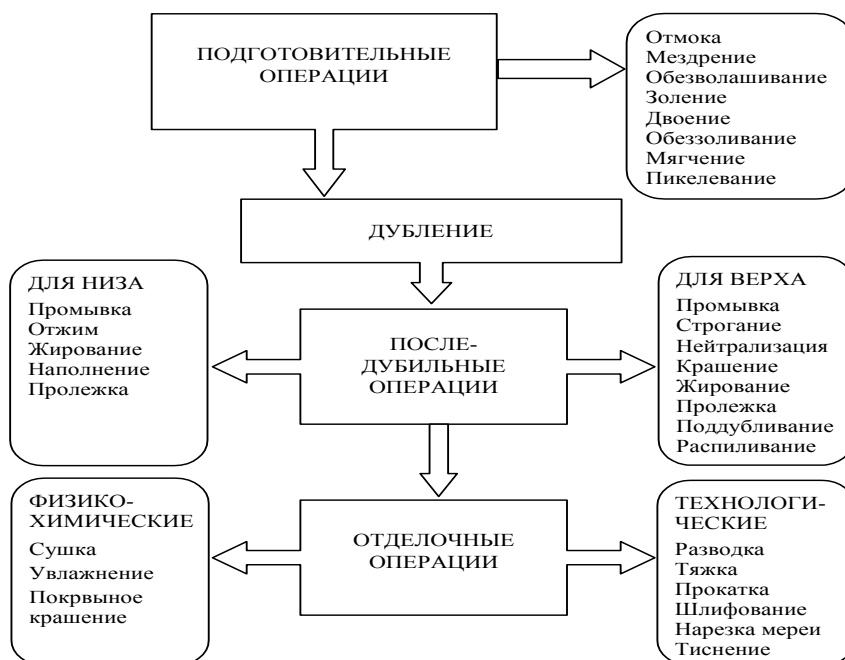 ПОДГОТОВИТЕЛЬНЫЕ
ОПЕРАЦИИ
Отмока
Мездрение
Обезволашивание
Золение
Двоение
Обеззоливание
Мягчение
Пикелевание
ДУБЛЕНИЕ
ДЛЯ НИЗА
Промывка
Отжим
Жирование
Наполнение
Пролежка
ПОСЛЕ-
ДУБИЛЬНЫЕ
ОПЕРАЦИИ
ДЛЯ ВЕРХА
Промывка
Строгание
Нейтрализация
Крашение
Жирование
Пролежка
Поддубливание
Распиливание
ФИЗИКО-
ХИМИЧЕСКИЕ
Сушка
Увлажнение
Покрвыное
крашение
ОТДЕЛОЧНЫЕ
ОПЕРАЦИИ
ТЕХНОЛОГИ-
ЧЕСКИЕ
Разводка
Тяжка
Прокатка
Шлифование
Нарезка мереи
Тиснение